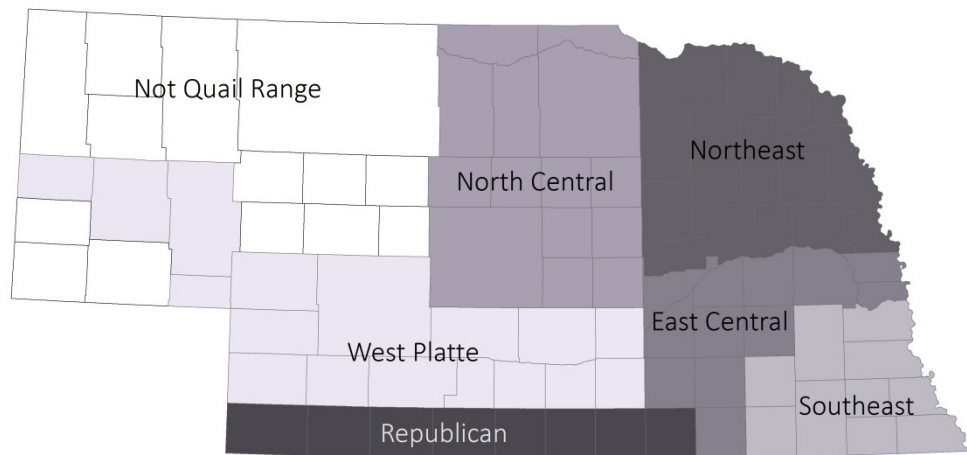 Not Quail Range
Northeast
North Central
East Central
West Platte
Southeast
Republican